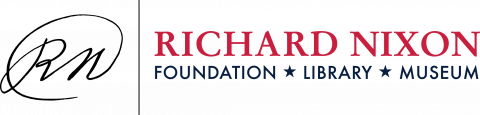 RN
RICHARD NIXON
FOUNDATION ★ LIBRARY ★ MUSEUM